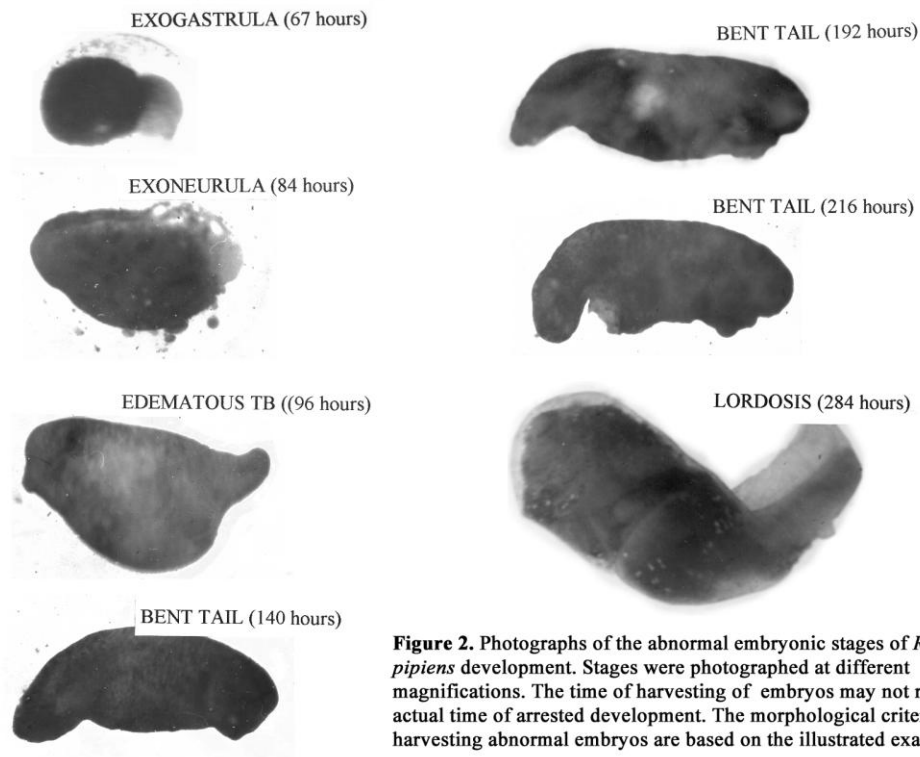 EXOGASTRULA (67 hours)
EXONEURULA (84 hours)
EDEMATOUS TB ((96 hours)
BENT TAIL (140 hours)
BENT TAIL (192 hours)
BENT TAIL (216 hours)
LORDOSIS (284 hours)
Figure 2. Photographs of the abnormal embryonic stages of
pipiens development. Stages were photographed at different
magnifications. The time of harvesting of embryos may not
actual time of arrested development. The morphological
harvesting abnormal embryos are based on the illustrated